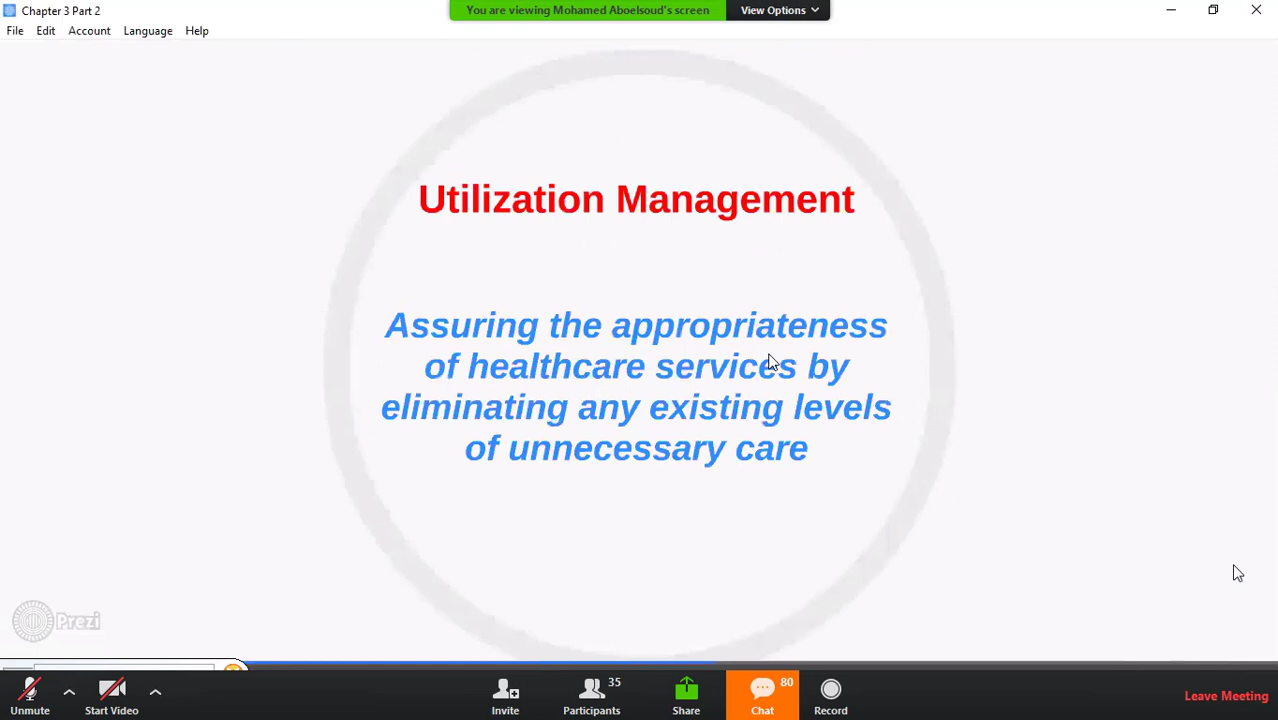 Chapter 3 Part 2
You are viewing Mohamed Aboelsoud's screen
View Options
File Edit Account Language Help
Utilization Management
Assuring the appropriateness
of healthcare services by
eliminating any existing levels
of unnecessary care
Prezi
35
80
Unmute
Start Video
Invite
Participants
Share
Chat
Record
Leave Meeting